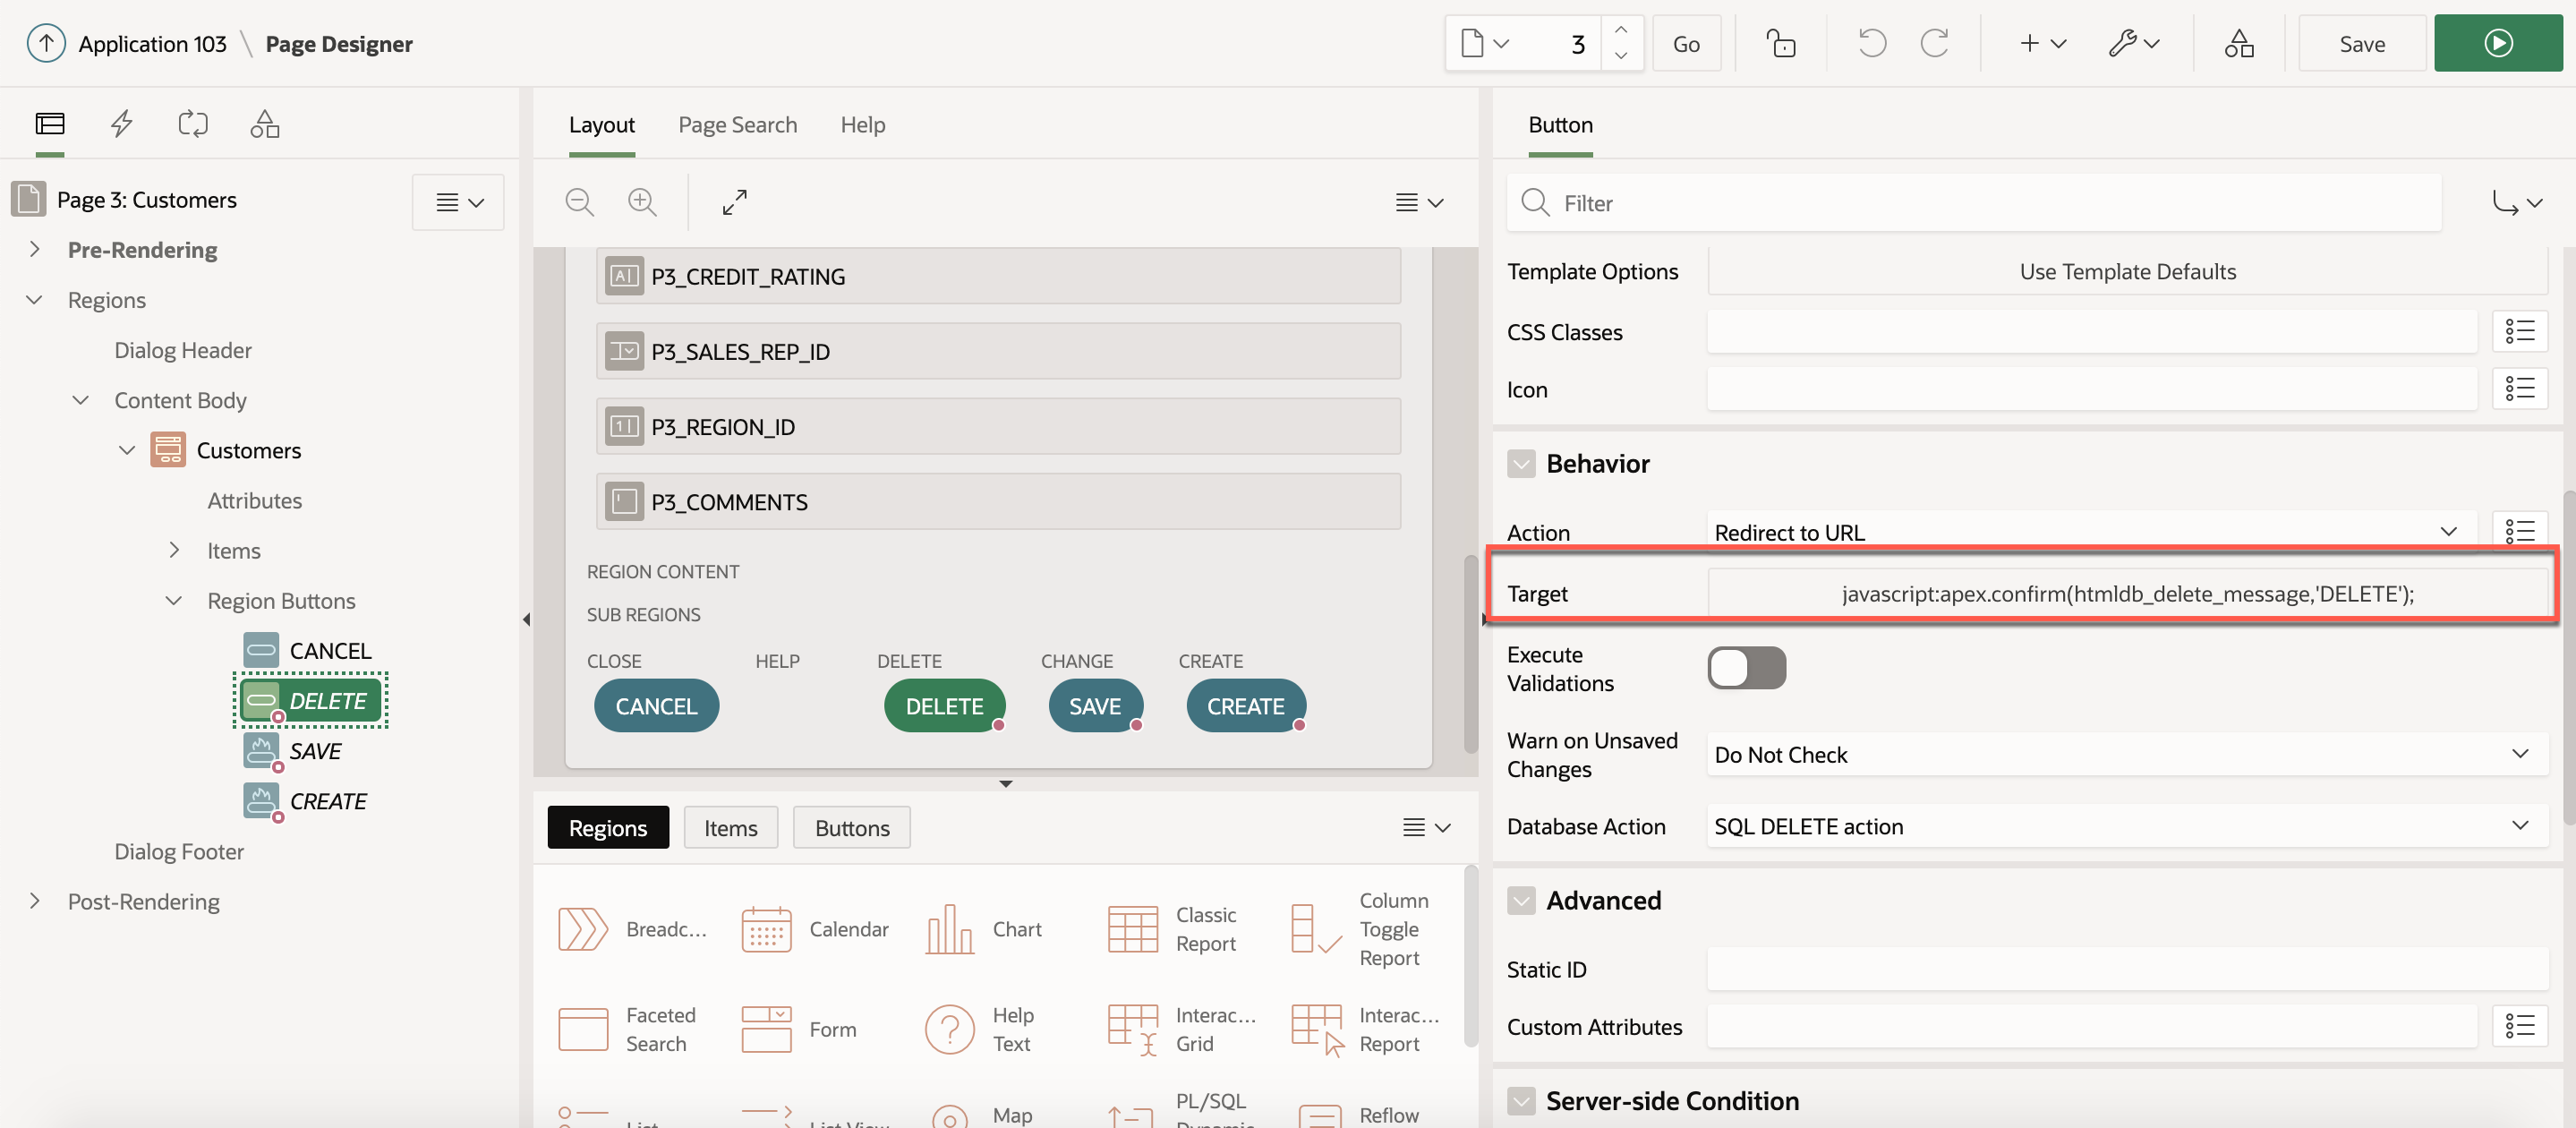 Application 103 \ Page Designer
3
Go
Save
Page 3: Customers
Pre-Rendering
Regions
Dialog Header
Content Body
Customers
Attributes
Items
Region Buttons
CANCEL
DELETE
SAVE
CREATE
Dialog Footer
Post-Rendering
Layout
Page Search
Help
P3_CREDIT_RATING
P3_SALES_REP_ID
P3_REGION_ID
P3_COMMENTS
REGION CONTENT
SUB REGIONS
CLOSE HELP DELETE CHANGE CREATE
CANCEL DELETE SAVE CREATE
Regions Items Buttons
Breadc...
Calendar
Chart
Classic
Report
Column
Toggle
Report
Faceted
Search
Form
Help
Text
Interac...
Grid
Interac...
Report
Map
PL/SQL
Reflow
Button
Filter
Template Options Use Template Defaults
CSS Classes
Icon
Behavior
Action Redirect to URL
Target javascript:apex.confirm(htmldb_delete_message,'DELETE');
Execute
Validations
Warn on Unsaved
Changes
Do Not Check
Database Action SQL DELETE action
Advanced
Static ID
Custom Attributes
Server-side Condition